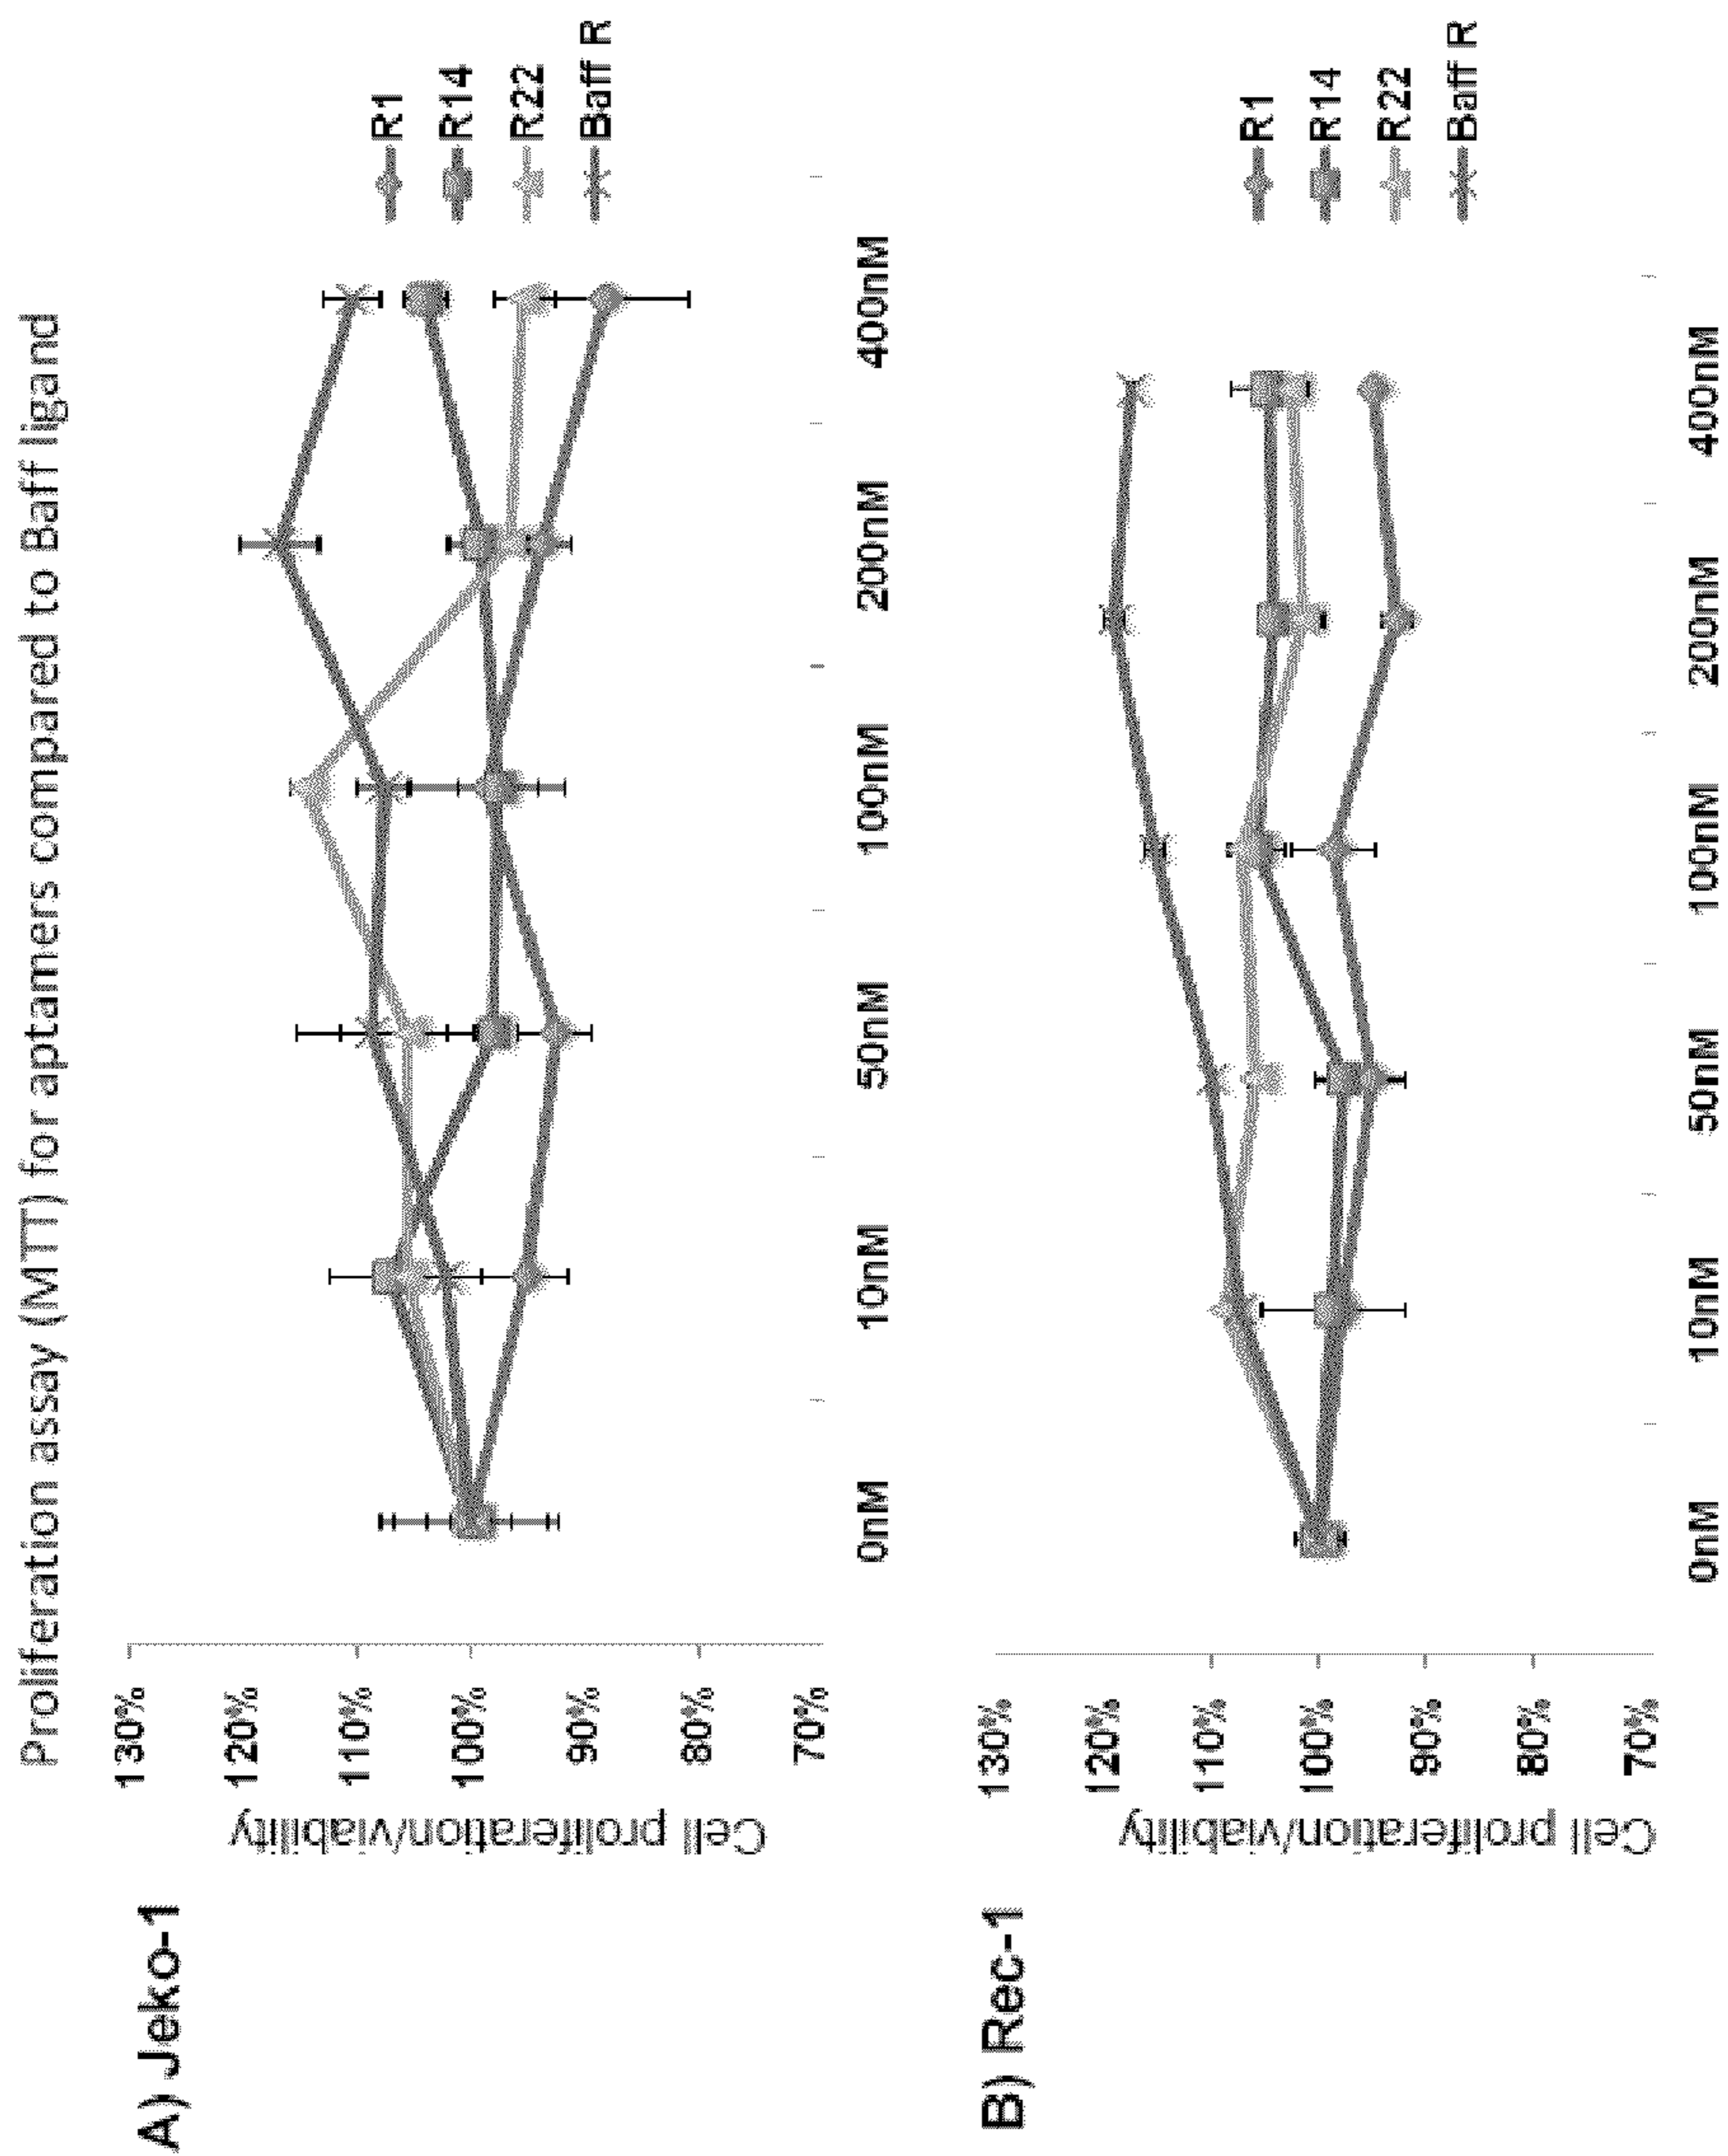 Proliferation assay (MTT) for aptamers compared to Baff ligand
A) Jeko-1
Cell proliferation/viability
130%
120%
110%
100%
90%
80%
70%
0nM 10nM 50nM 100nM 200nM 400nM
R1
R14
R22
Baff R
B) Rec-1
Cell proliferation/viability
130%
120%
110%
100%
90%
80%
70%
0nM 10nM 50nM 100nM 200nM 400nM
R1
R14
R22
Baff R